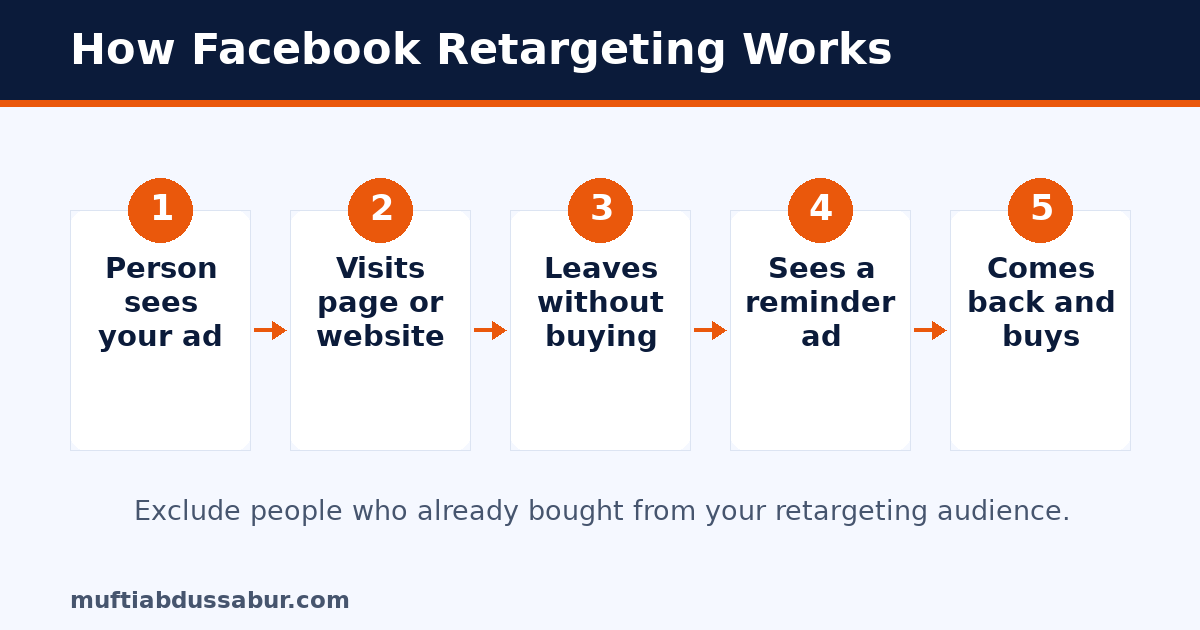 How Facebook Retargeting Works
1
Person
sees
your ad
2
Visits
page or
website
3
Leaves
without
buying
4
Sees a
reminder
ad
5
Comes
back and
buys
Exclude people who already bought from your retargeting audience.
muftiabdussabur.com